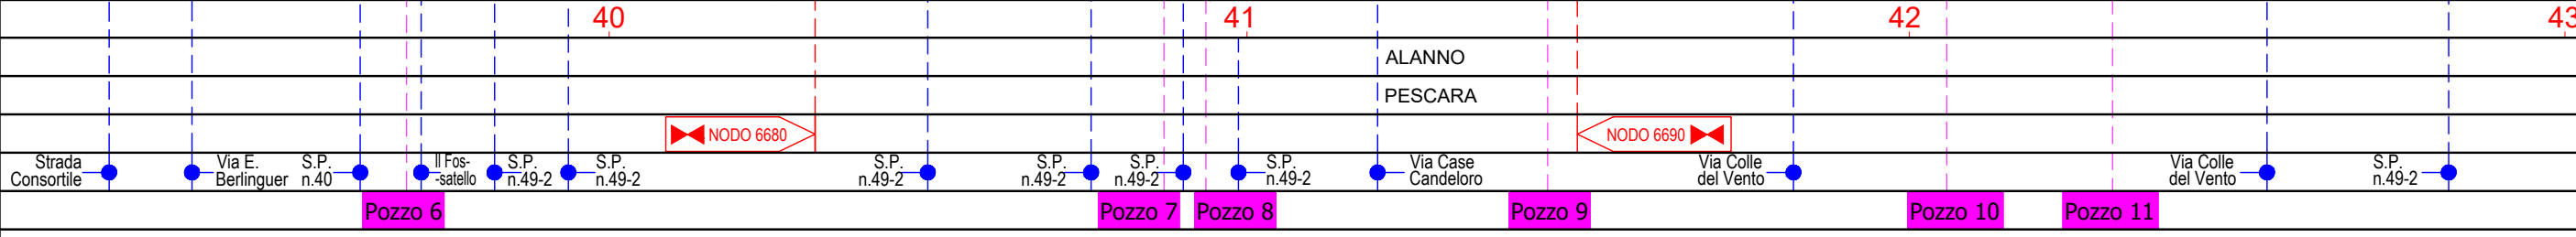 40 41 42 43
ALANNO
PESCARA
NODO 6680 NODO 6690
Strada
Consortile
Via E.
Berlinguer
S.P.
n.40
Il Fos-
-satello
S.P.
n.49-2
S.P.
n.49-2
S.P.
n.49-2
S.P.
n.49-2
S.P.
n.49-2
S.P.
n.49-2
Via Case
Candeloro
Via Colle
del Vento
Via Colle
del Vento
S.P.
n.49-2
Pozzo 6 Pozzo 7 Pozzo 8 Pozzo 9 Pozzo 10 Pozzo 11